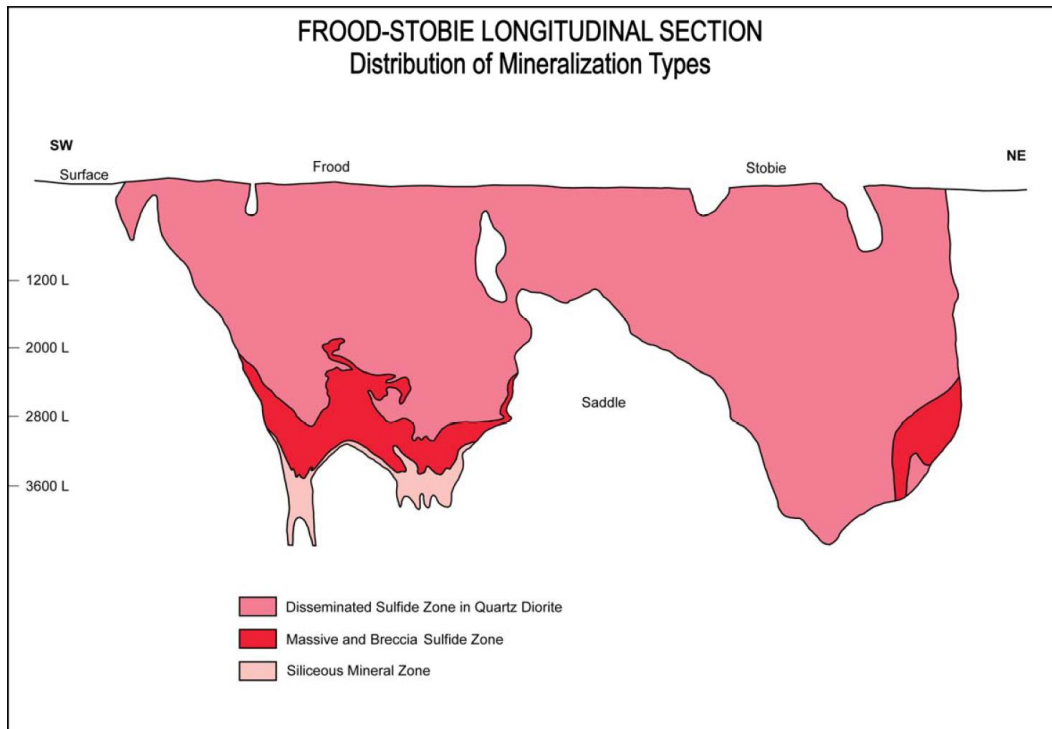 FROOD-STOBIE LONGITUDINAL SECTION
Distribution of Mineralization Types
SW
NE
Surface
Frood
Stobie
1200 L
2000 L
2800 L
Saddle
3600 L
Disseminated Sulfide Zone in Quartz Diorite
Massive and Breccia Sulfide Zone
Siliceous Mineral Zone